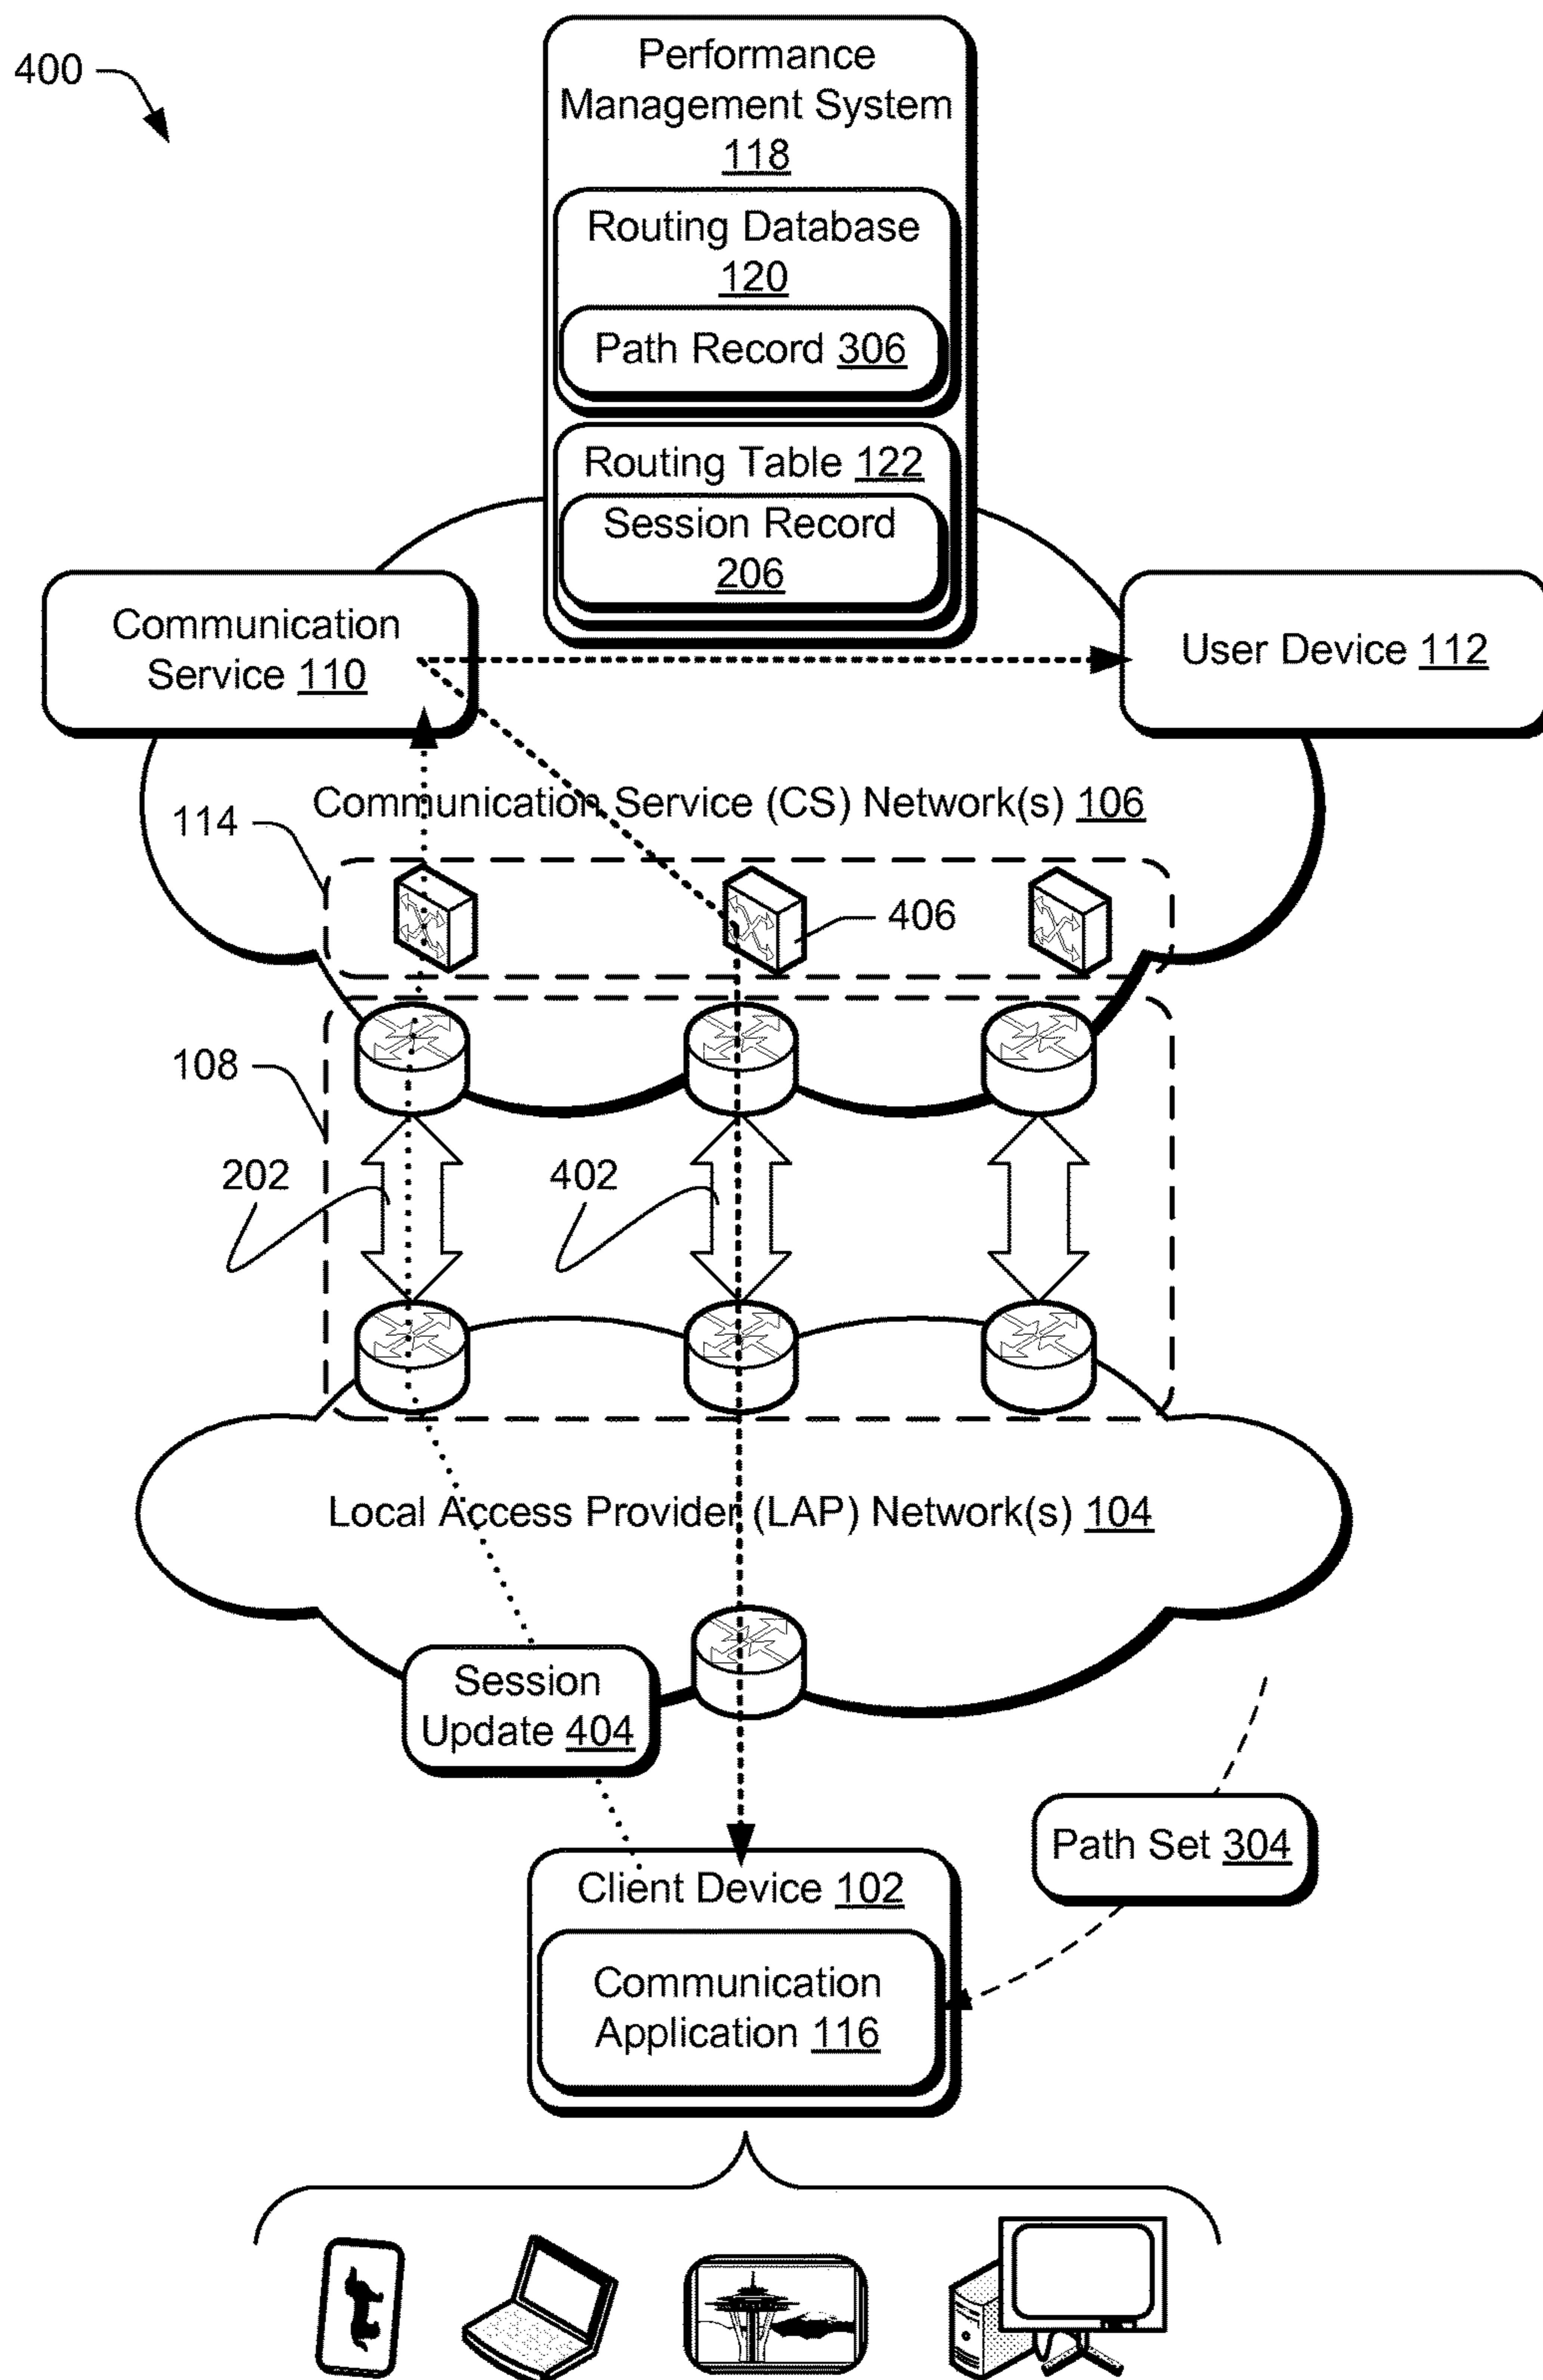 400
Performance
Management System
118
Routing Database
120
Path Record 306
Routing Table 122
Session Record
206
Communication
Service 110
User Device 112
Communication Service (CS) Network(s) 106
114
406
108
202
402
Local Access Provider (LAP) Network(s) 104
Session
Update 404
Path Set 304
Client Device 102
Communication
Application 116